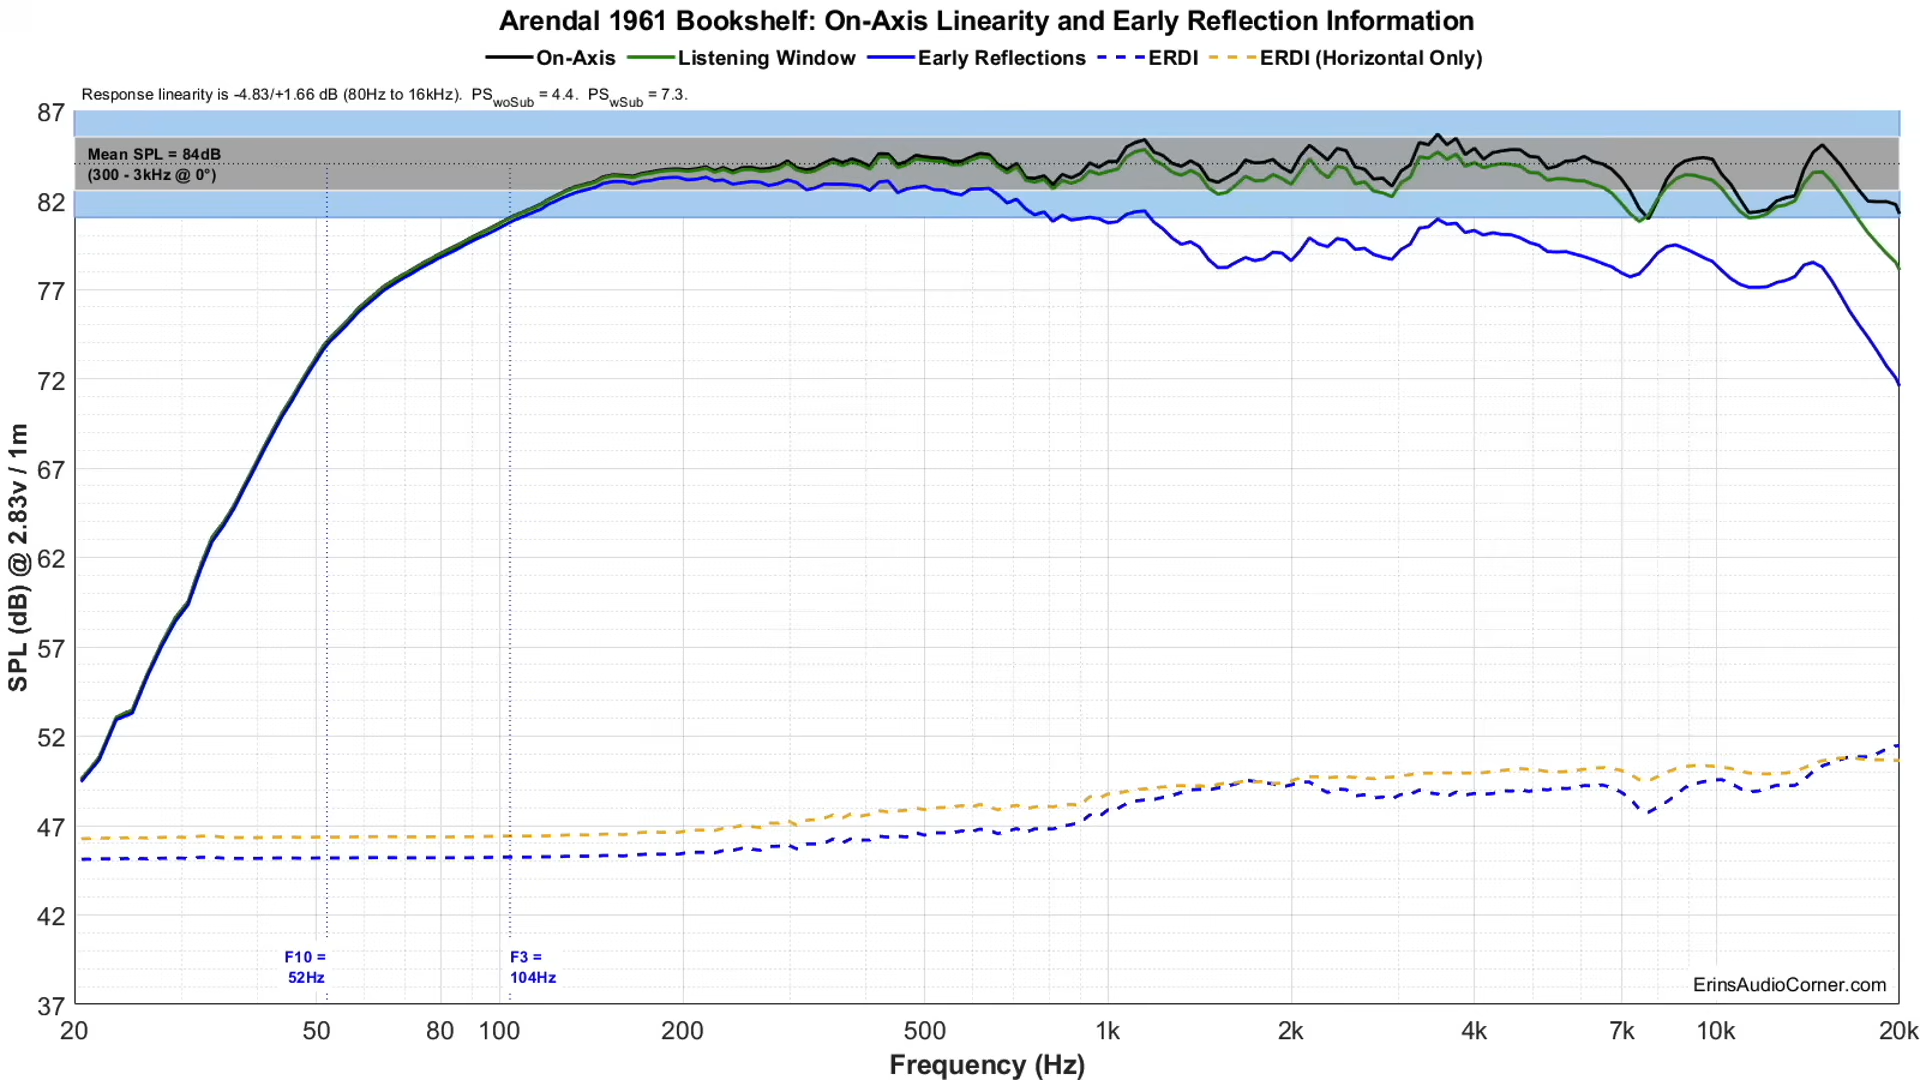 Arendal 1961 Bookshelf: On-Axis Linearity and Early Reflection Information
On-Axis Listening Window Early Reflections ERDI ERDI (Horizontal Only)
Response linearity is -4.83/+1.66 dB (80Hz to 16kHz). PSwoSub = 4.4. PSwSub = 7.3.
Mean SPL = 84dB
(300 - 3kHz @ 0°)
87
82
77
72
67
62
57
52
47
42
37
SPL (dB) @ 2.83v / 1m
F10 =
52Hz
F3 =
104Hz
ErinsAudioCorner.com
20 50 80 100 200 500 1k 2k 4k 7k 10k 20k
Frequency (Hz)